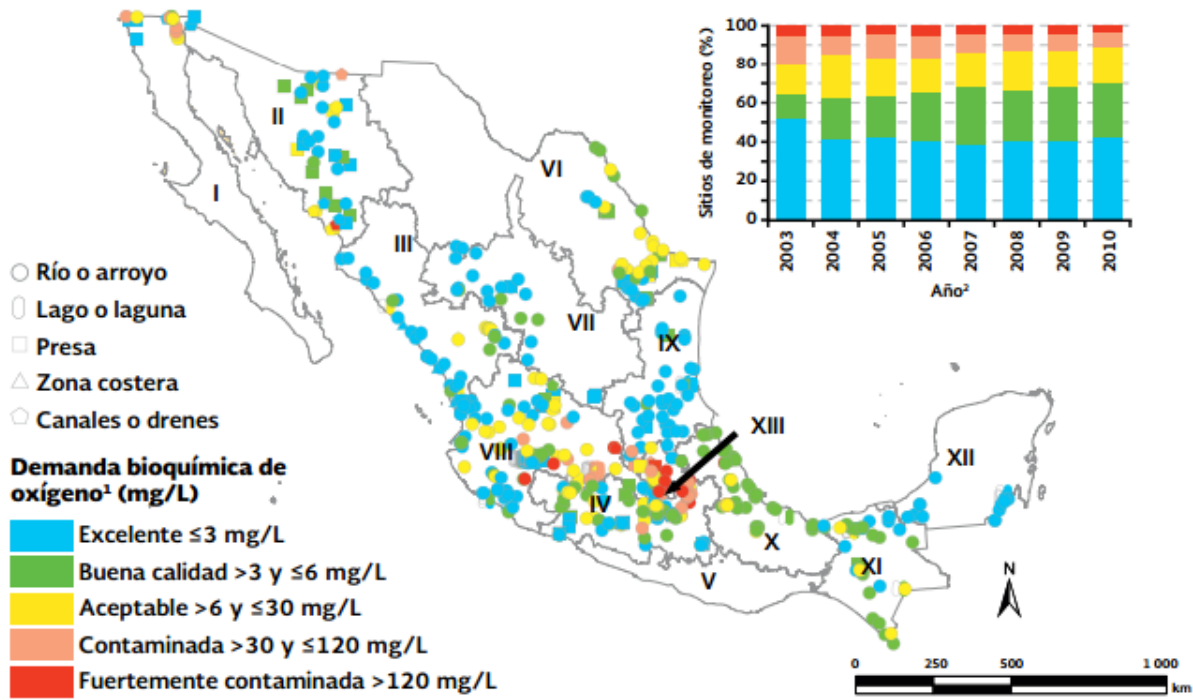 100
80
60
40
20
0
Sitios de monitoreo (%)
2003
2004
2005
2006
2007
2008
2009
2010
Año²
I
II
III
IV
V
VI
VII
VIII
IX
X
XI
XII
XIII
Río o arroyo
Lago o laguna
Presa
Zona costera
Canales o drenes
Demanda bioquímica de
oxígeno¹ (mg/L)
Excelente ≤3 mg/L
Buena calidad >3 y ≤6 mg/L
Aceptable >6 y ≤30 mg/L
Contaminada >30 y ≤120 mg/L
Fuertemente contaminada >120 mg/L
N
0 250 500 1 000
km